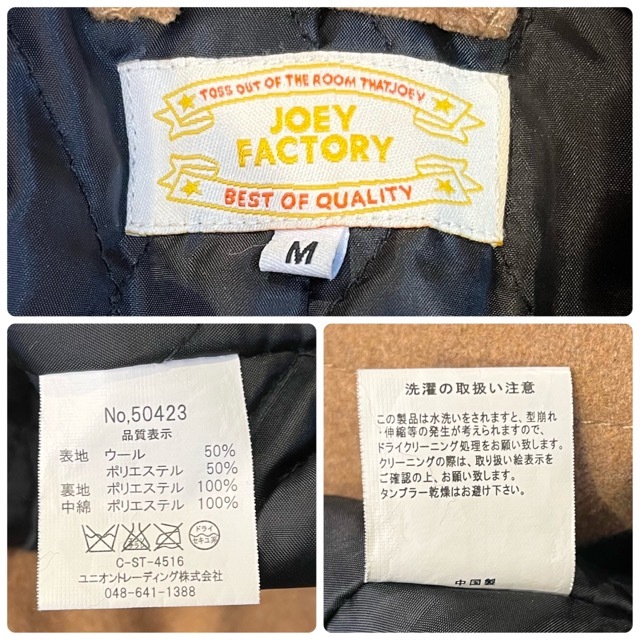 TOSS OUT OF THE ROOM THATJOEY
JOEY
FACTORY
BEST OF QUALITY
M
No,50423
品質表示
表地 ウール 50%
ポリエステル 50%
裏地 ポリエステル 100%
中綿 ポリエステル 100%
ドライ
セキユ系
C-ST-4516
ユニオントレーディング株式会社
048-641-1388
洗濯の取扱い注意
この製品は水洗いをされますと、型崩れ
・伸縮等の発生が考えられますので、
ドライクリーニング処理をお願い致します。
クリーニングの際は、取り扱い絵表示を
ご確認の上、お願い致します。
タンブラー乾燥はお避け下さい。
中国製